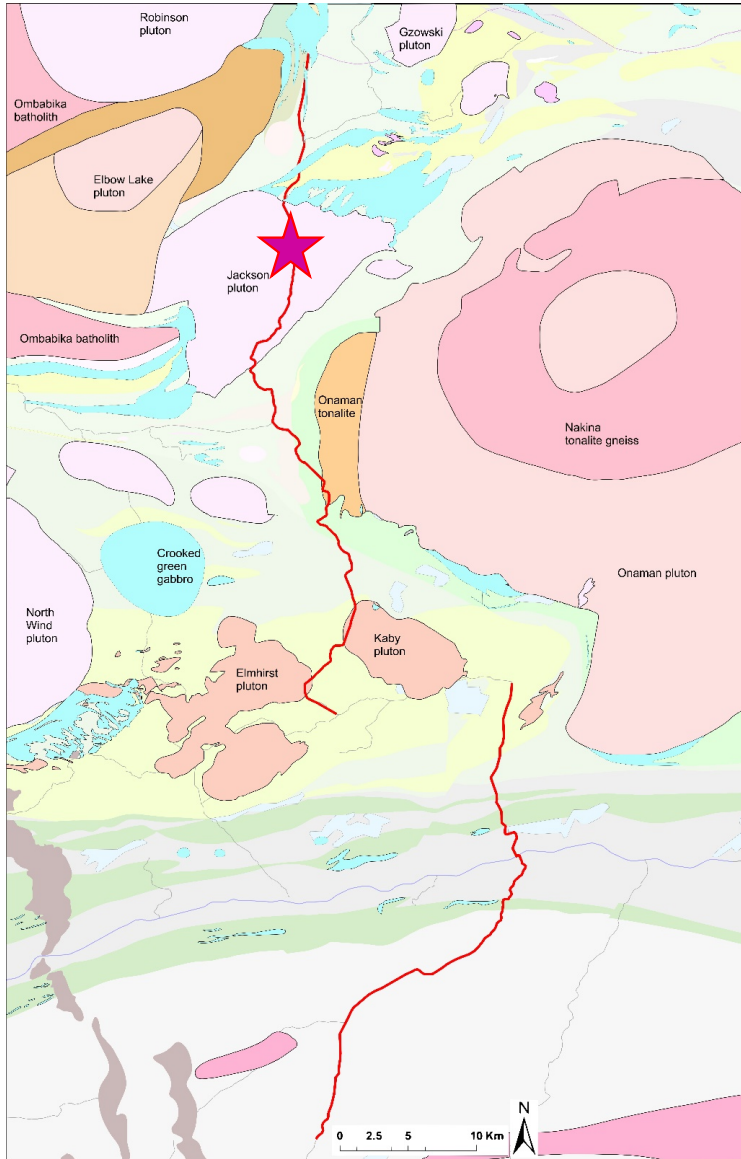 Robinson
pluton
Gzowski
pluton
Ombabika
batholith
Elbow Lake
pluton
Jackson
pluton
Ombabika batholith
Onaman
tonalite
Nakina
tonalite gneiss
Crooked
green
gabbro
Onaman pluton
North
Wind
pluton
Kaby
pluton
Elmhirst
pluton
N
0 2.5 5 10 Km